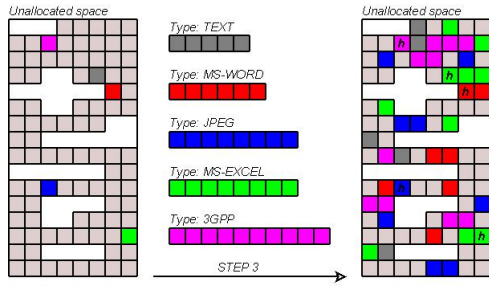 Unallocated space
Type: TEXT
Unallocated space
h
Type: MS-WORD
h
h
Type: JPEG
Type: MS-EXCEL
h
Type: 3GPP
h
STEP 3